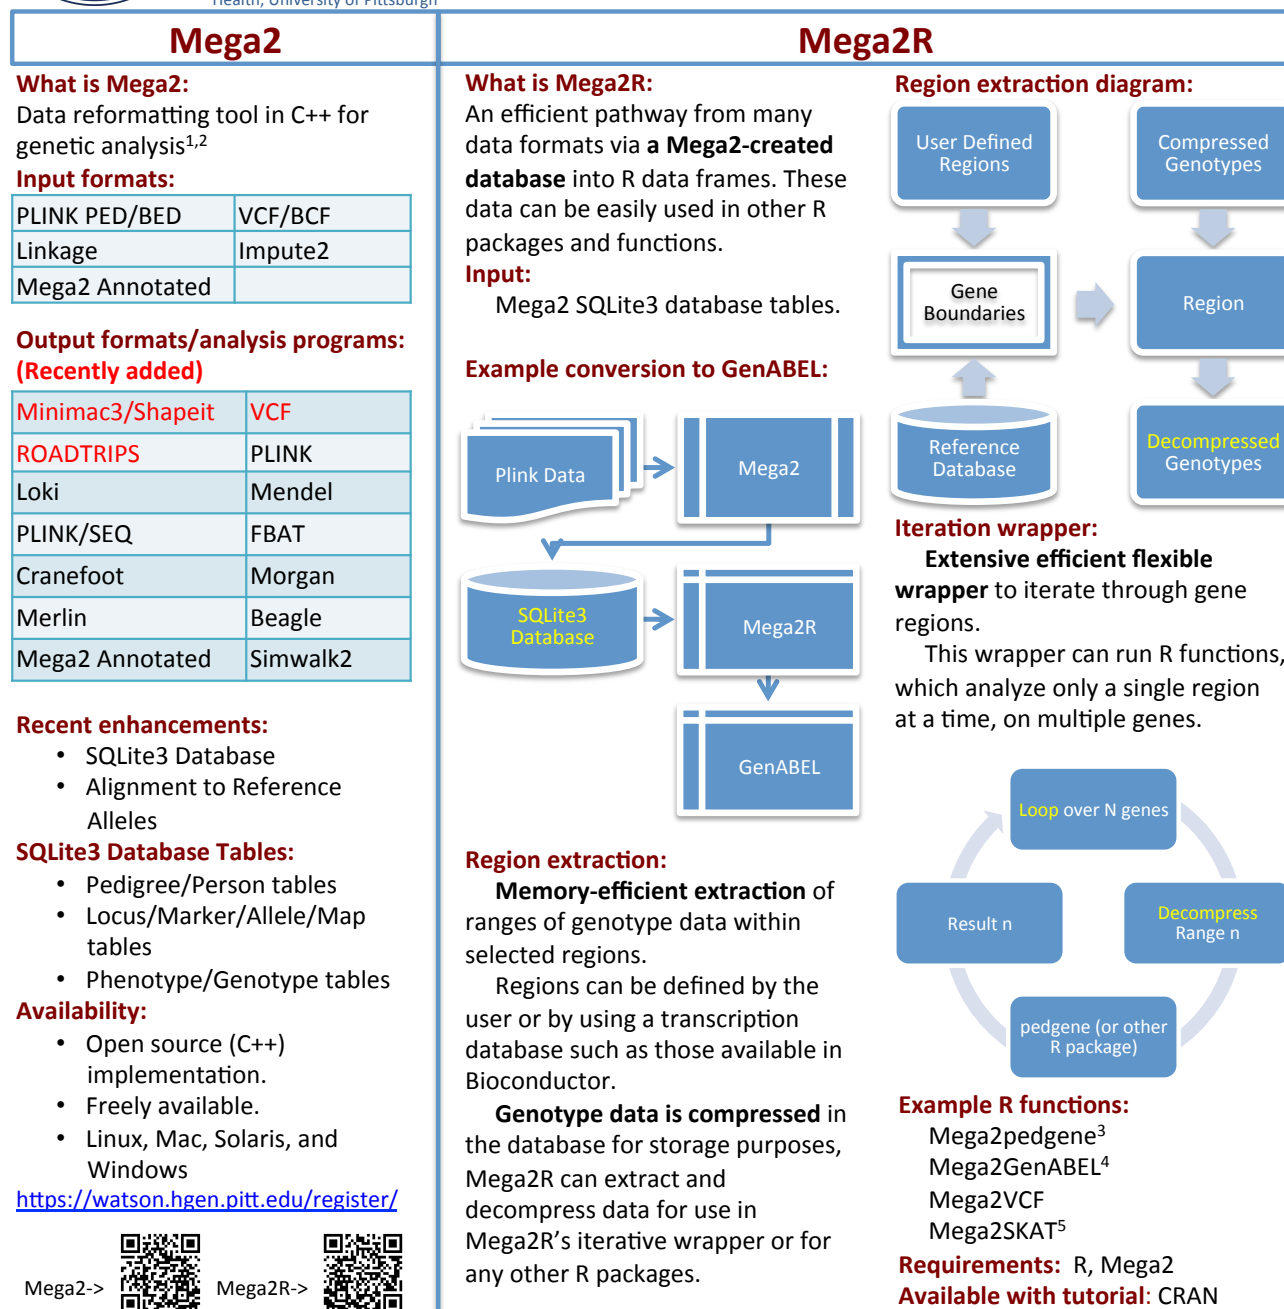 Health, University of Pittsburgh
Mega2
What is Mega2:
Data reformatting tool in C++ for
genetic analysis1,2
Input formats:
PLINK PED/BED VCF/BCF
Linkage Impute2
Mega2 Annotated
Output formats/analysis programs:
(Recently added)
Minimac3/Shapeit VCF
ROADTRIPS PLINK
Loki Mendel
PLINK/SEQ FBAT
Cranefoot Morgan
Merlin Beagle
Mega2 Annotated Simwalk2
Recent enhancements:
• SQLite3 Database
• Alignment to Reference
Alleles
SQLite3 Database Tables:
• Pedigree/Person tables
• Locus/Marker/Allele/Map
tables
• Phenotype/Genotype tables
Availability:
• Open source (C++)
implementation.
• Freely available.
• Linux, Mac, Solaris, and
Windows
https://watson.hgen.pitt.edu/register/
Mega2-> Mega2R->
Mega2R
What is Mega2R:
An efficient pathway from many
data formats via a Mega2-created
database into R data frames. These
data can be easily used in other R
packages and functions.
Input:
Mega2 SQLite3 database tables.
Example conversion to GenABEL:
Plink Data
Mega2
SQLite3
Database
Mega2R
GenABEL
Region extraction:
Memory-efficient extraction of
ranges of genotype data within
selected regions.
Regions can be defined by the
user or by using a transcription
database such as those available in
Bioconductor.
Genotype data is compressed in
the database for storage purposes,
Mega2R can extract and
decompress data for use in
Mega2R's iterative wrapper or for
any other R packages.
Region extraction diagram:
User Defined
Regions
Compressed
Genotypes
Gene
Boundaries
Region
Reference
Database
Decompressed
Genotypes
Iteration wrapper:
Extensive efficient flexible
wrapper to iterate through gene
regions.
This wrapper can run R functions,
which analyze only a single region
at a time, on multiple genes.
Loop over N genes
Decompress
Range n
pedgene (or other
R package)
Result n
Example R functions:
Mega2pedgene3
Mega2GenABEL4
Mega2VCF
Mega2SKAT5
Requirements: R, Mega2
Available with tutorial: CRAN